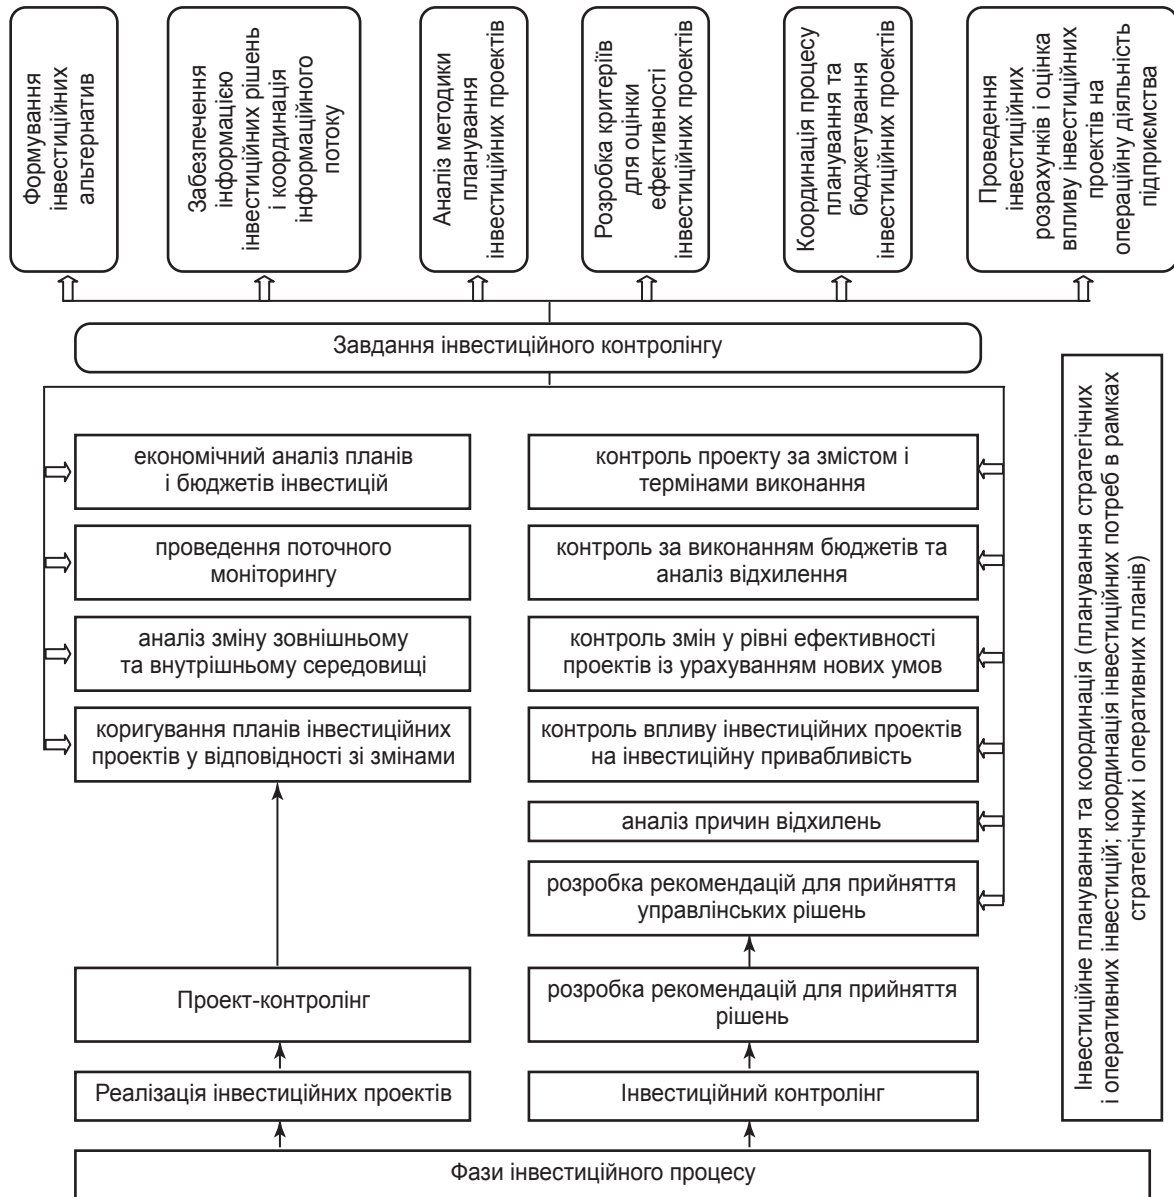 Формування
інвестиційних
альтернатив
Забезпечення
інформацією
інвестиційних рішень
і координація
інформаційного
потоку
Аналіз методики
планування
інвестиційних проектів
Розробка критеріїв
для оцінки
ефективності
інвестиційних проектів
Координація процесу
планування та
бюджетування
інвестиційних проектів
Проведення
інвестиційних
розрахунків і оцінка
впливу інвестиційних
проектів на
операційну діяльність
підприємства
Завдання інвестиційного контролінгу
економічний аналіз планів
і бюджетів інвестицій
проведення поточного
моніторингу
аналіз зміну зовнішньому
та внутрішньому середовищі
коригування планів інвестиційних
проектів у відповідності зі змінами
Проект-контролінг
Реалізація інвестиційних проектів
контроль проекту за змістом і
термінами виконання
контроль за виконанням бюджетів та
аналіз відхилення
контроль змін у рівні ефективності
проектів із урахуванням нових умов
контроль впливу інвестиційних проектів
на інвестиційну привабливість
аналіз причин відхилень
розробка рекомендацій для прийняття
управлінських рішень
розробка рекомендацій для прийняття
рішень
Інвестиційний контролінг
Інвестиційне планування та координація (планування стратегічних
і оперативних інвестицій; координація інвестиційних потреб в рамках
стратегічних і оперативних планів)
Фази інвестиційного процесу